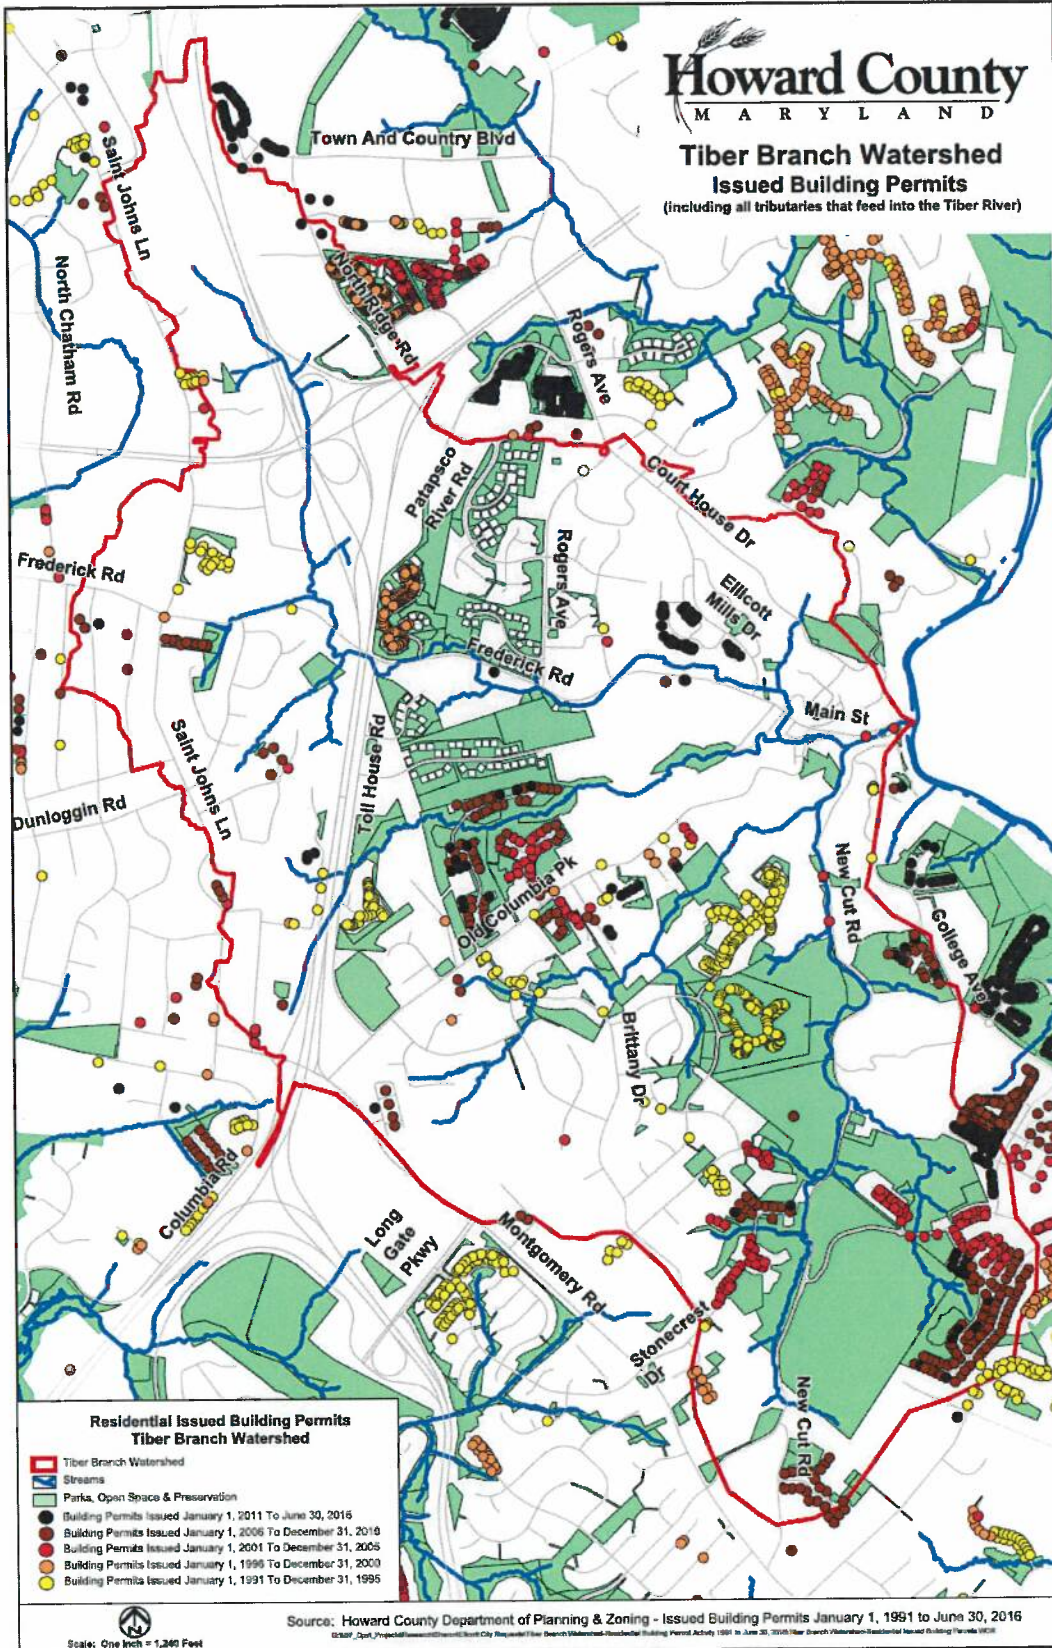 Howard County
MARYLAND
Tiber Branch Watershed
Issued Building Permits
(including all tributaries that feed into the Tiber River)
Town And Country Blvd
Saint Johns Ln
North Chatham Rd
North Ridge Rd
Rogers Ave
Patapsco
River Rd
Court House Dr
Frederick Rd
Rogers Ave
Ellicott
Mills Dr
Frederick Rd
Main St
Saint Johns Ln
Toll House Rd
Dunloggin Rd
New Cut Rd
Old Columbia Pk
College Ave
Brittany Dr
Columbia Rd
Long
Gate
Pkwy
Montgomery Rd
Stonecrest
Dr
New Cut Rd
Residential Issued Building Permits
Tiber Branch Watershed
Tiber Branch Watershed
Streams
Parks, Open Space & Preservation
Building Permits Issued January 1, 2011 To June 30, 2016
Building Permits Issued January 1, 2006 To December 31, 2010
Building Permits Issued January 1, 2001 To December 31, 2005
Building Permits Issued January 1, 1996 To December 31, 2000
Building Permits Issued January 1, 1991 To December 31, 1995
N
Scale: One Inch = 1,240 Feet
Source: Howard County Department of Planning & Zoning - Issued Building Permits January 1, 1991 to June 30, 2016